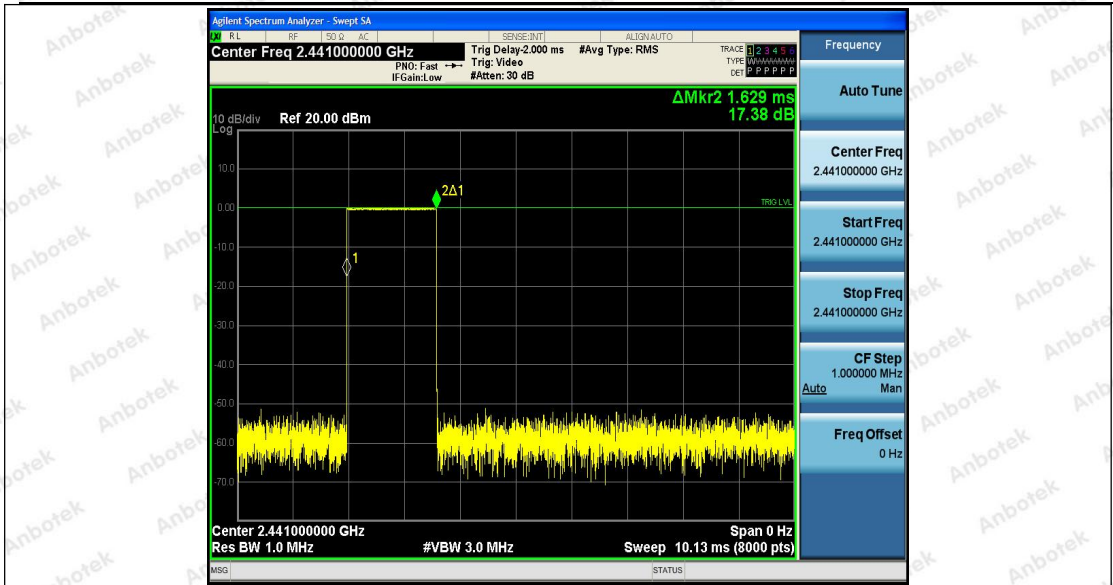 Agilent Spectrum Analyzer - Swept SA
LXI RL RF 50 Ω AC SENSE:INT ALIGN AUTO
Center Freq 2.441000000 GHz
PNO: Fast
IFGain:Low
Trig Delay-2.000 ms
Trig: Video
#Atten: 30 dB
#Avg Type: RMS
TRACE 1 2 3 4 5 6
TYPE W
DET P P P P P P
ΔMkr2 1.629 ms
17.38 dB
10 dB/div
Log
Ref 20.00 dBm
10.0
0.00
-10.0
-20.0
-30.0
-40.0
-50.0
-60.0
-70.0
2Δ1
1
TRIG LVL
Center 2.441000000 GHz
Span 0 Hz
Res BW 1.0 MHz
#VBW 3.0 MHz
Sweep 10.13 ms (8000 pts)
MSG
STATUS
Frequency
Auto Tune
Center Freq
2.441000000 GHz
Start Freq
2.441000000 GHz
Stop Freq
2.441000000 GHz
CF Step
1.000000 MHz
Auto Man
Freq Offset
0 Hz
Anbotek